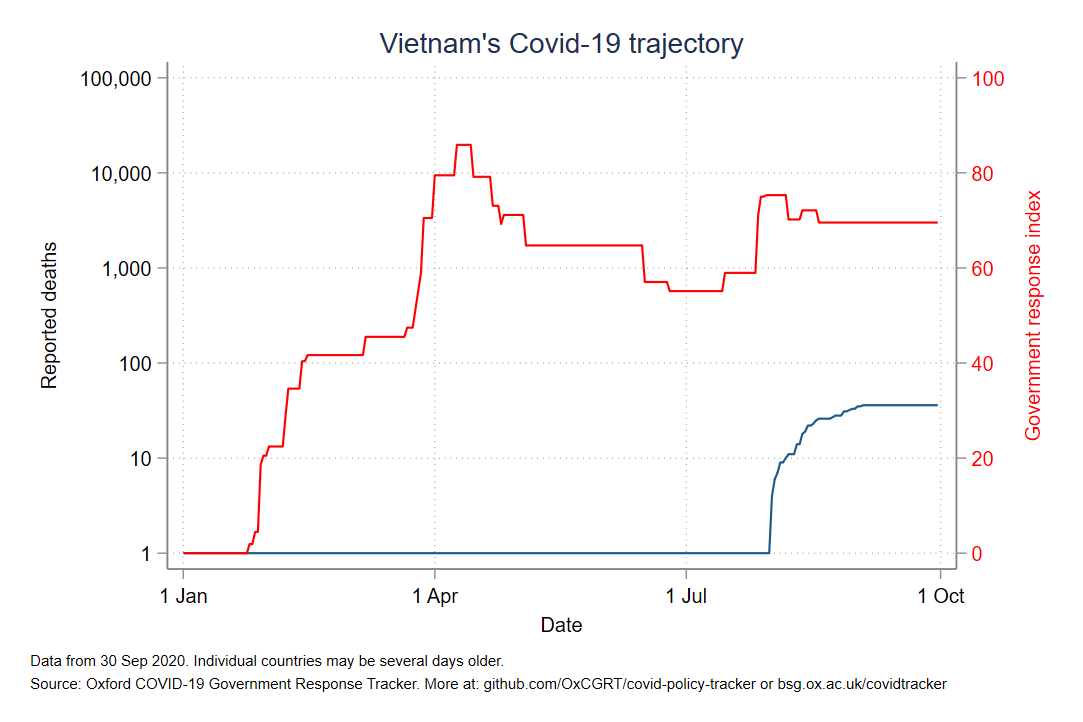 Vietnam's Covid-19 trajectory
100,000
10,000
1,000
100
10
1
Reported deaths
100
80
60
40
20
0
Government response index
1 Jan
1 Apr
1 Jul
1 Oct
Date
Data from 30 Sep 2020. Individual countries may be several days older.
Source: Oxford COVID-19 Government Response Tracker. More at: github.com/OxCGRT/covid-policy-tracker or bsg.ox.ac.uk/covidtracker